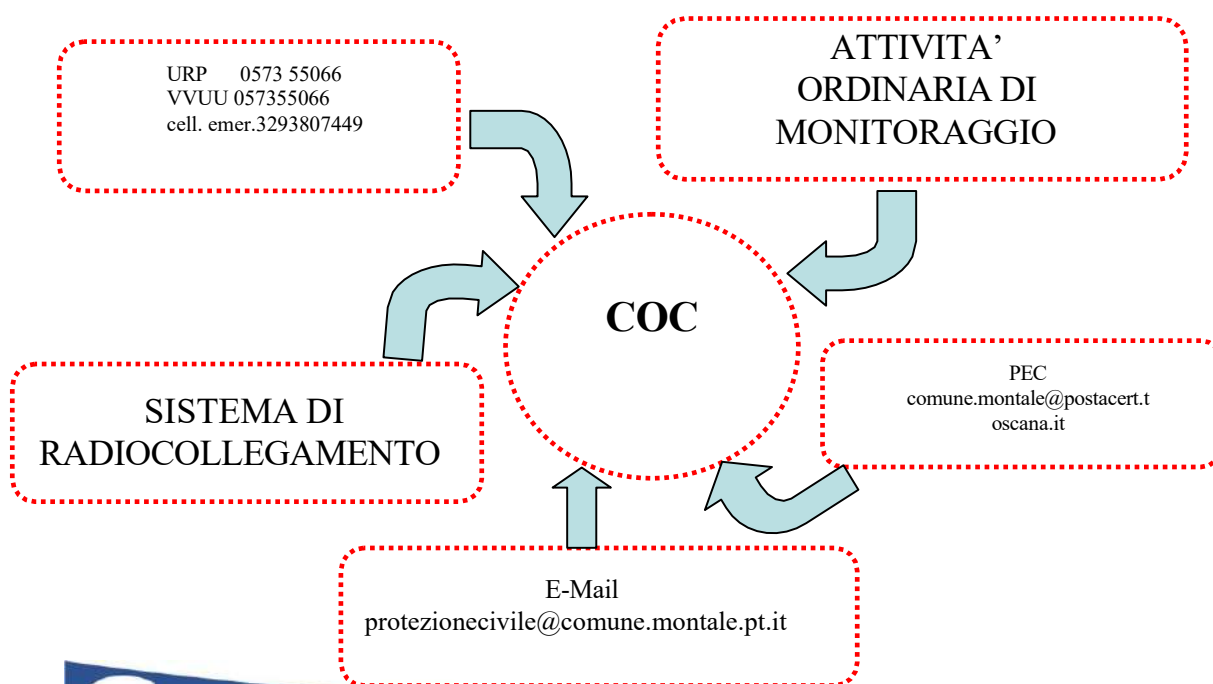 URP 0573 55066
VVUU 057355066
cell. emer.3293807449
ATTIVITA’
ORDINARIA DI
MONITORAGGIO
COC
SISTEMA DI
RADIOCOLLEGAMENTO
PEC
comune.montale@postacert.t
oscana.it
E-Mail
protezionecivile@comune.montale.pt.it